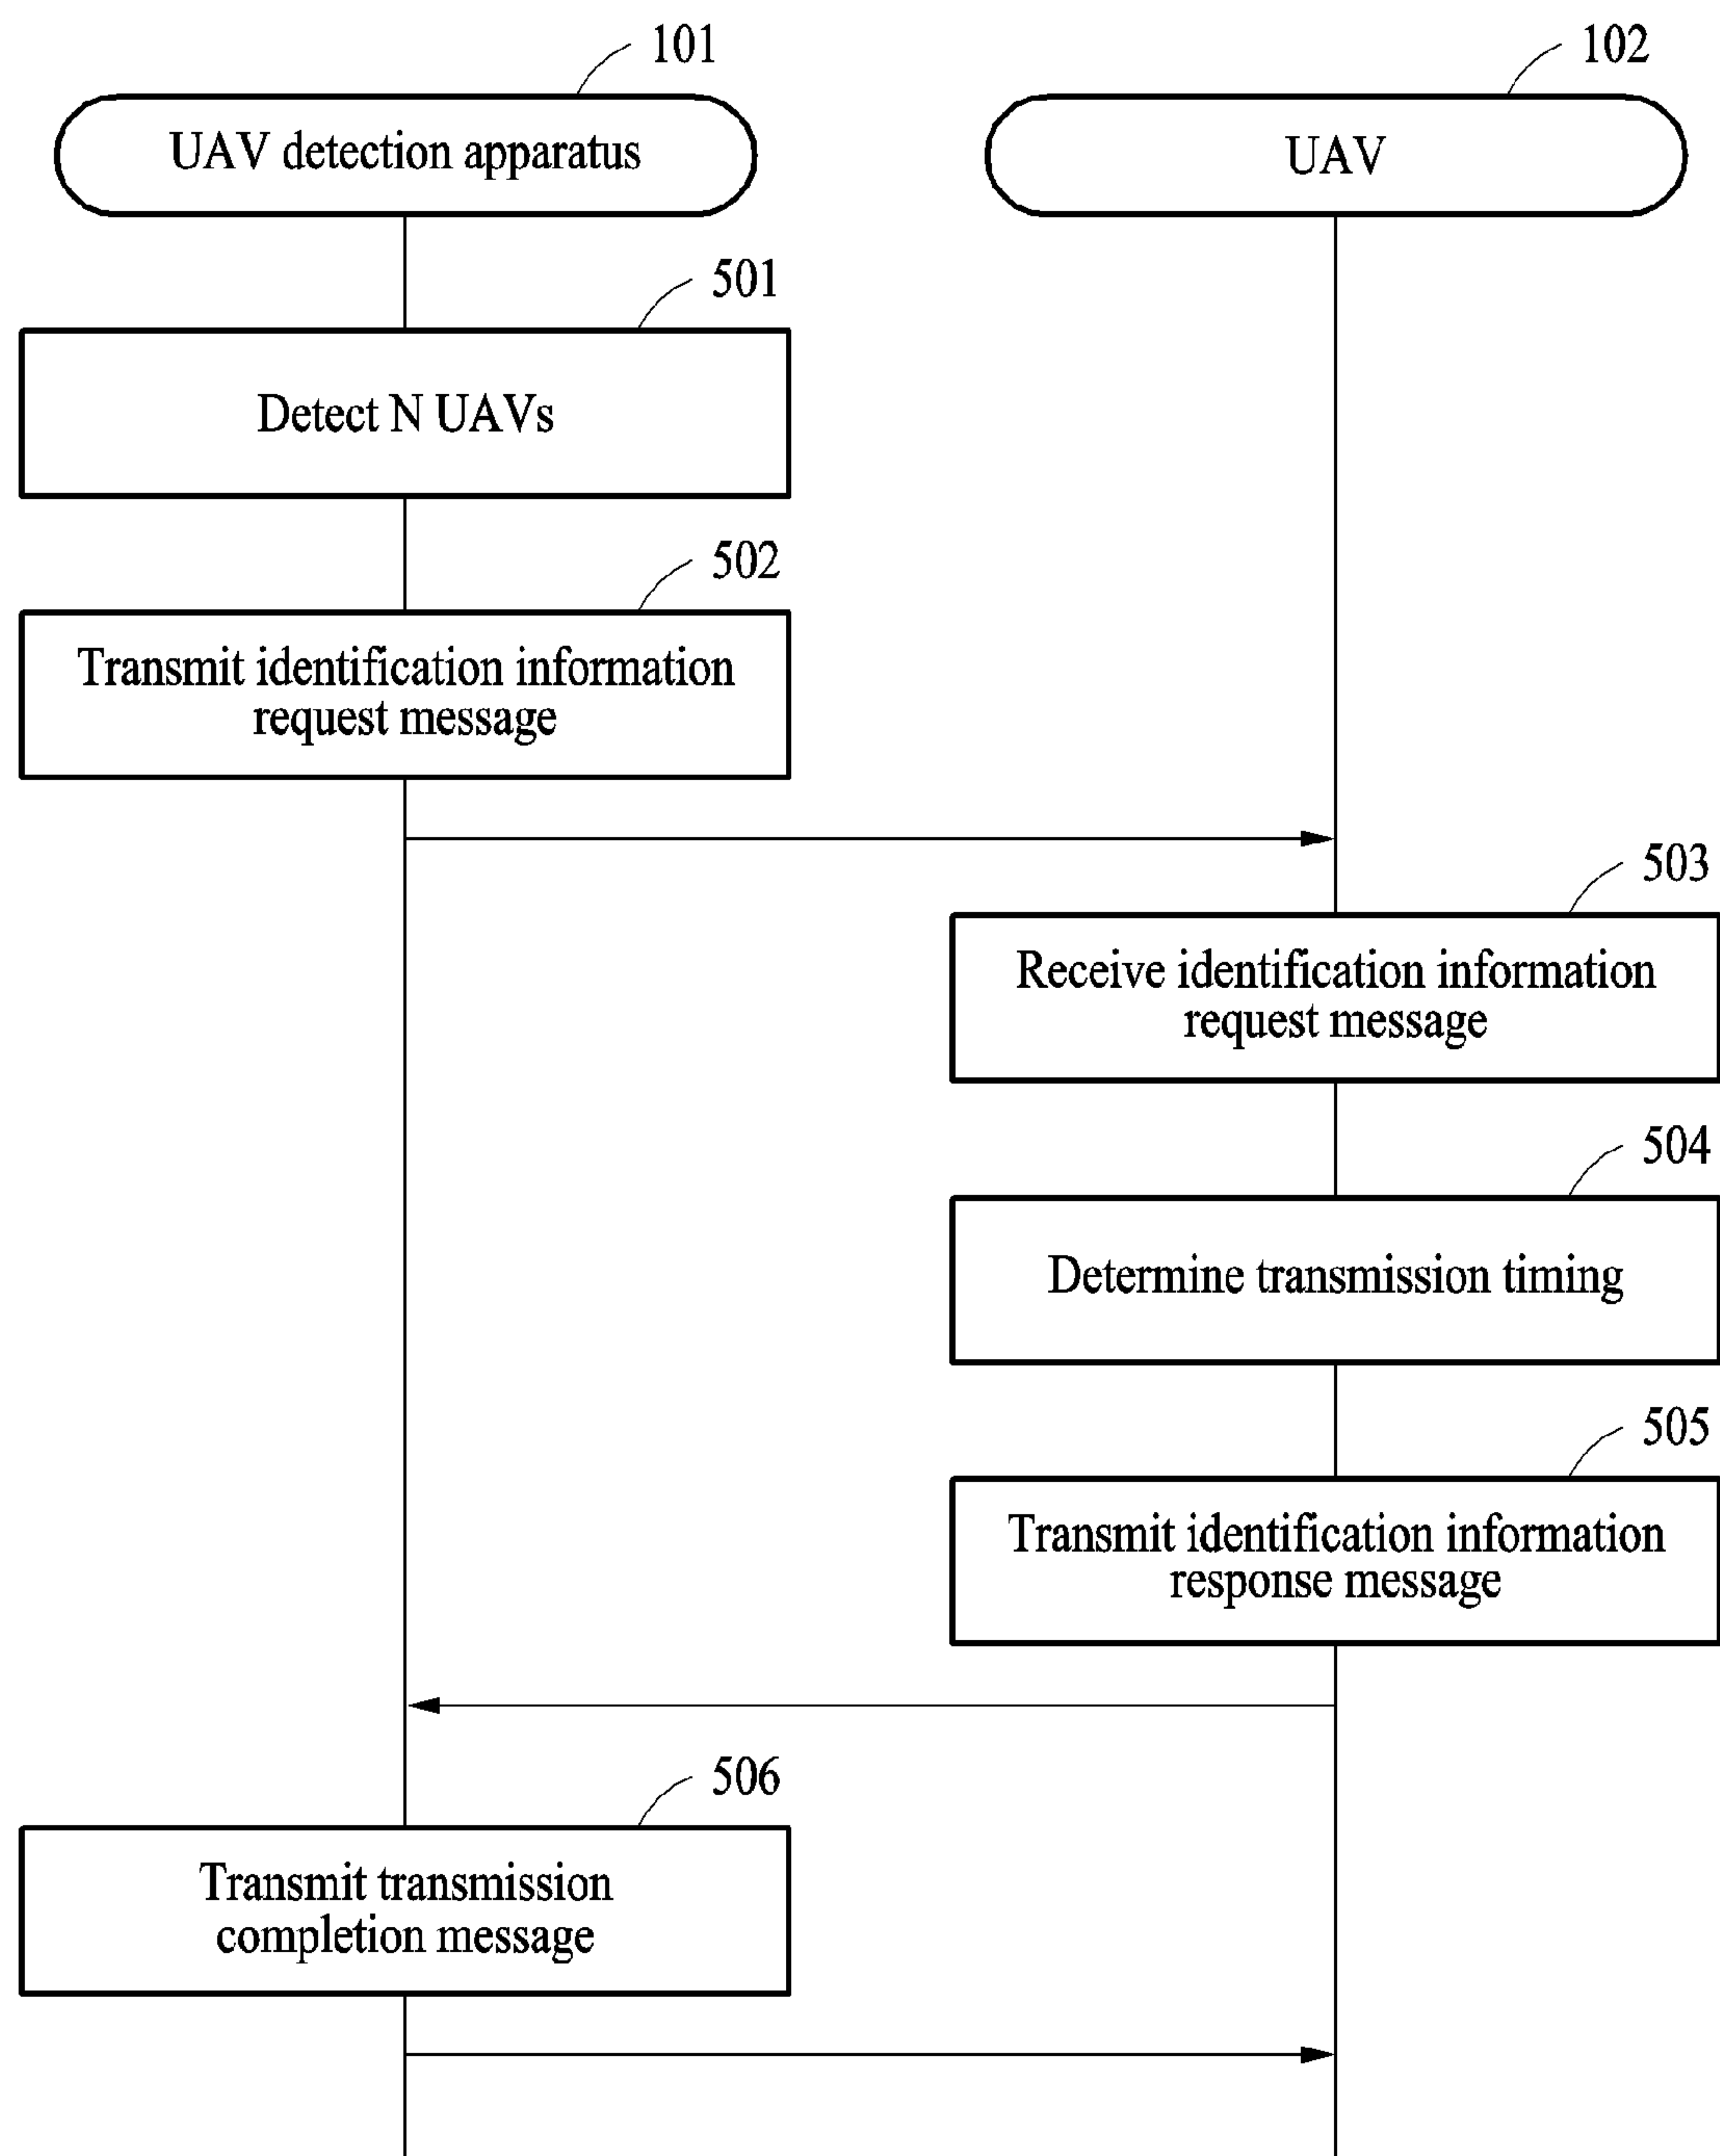 101
UAV detection apparatus
102
UAV
501
Detect N UAVs
502
Transmit identification information
request message
503
Receive identification information
request message
504
Determine transmission timing
505
Transmit identification information
response message
506
Transmit transmission
completion message